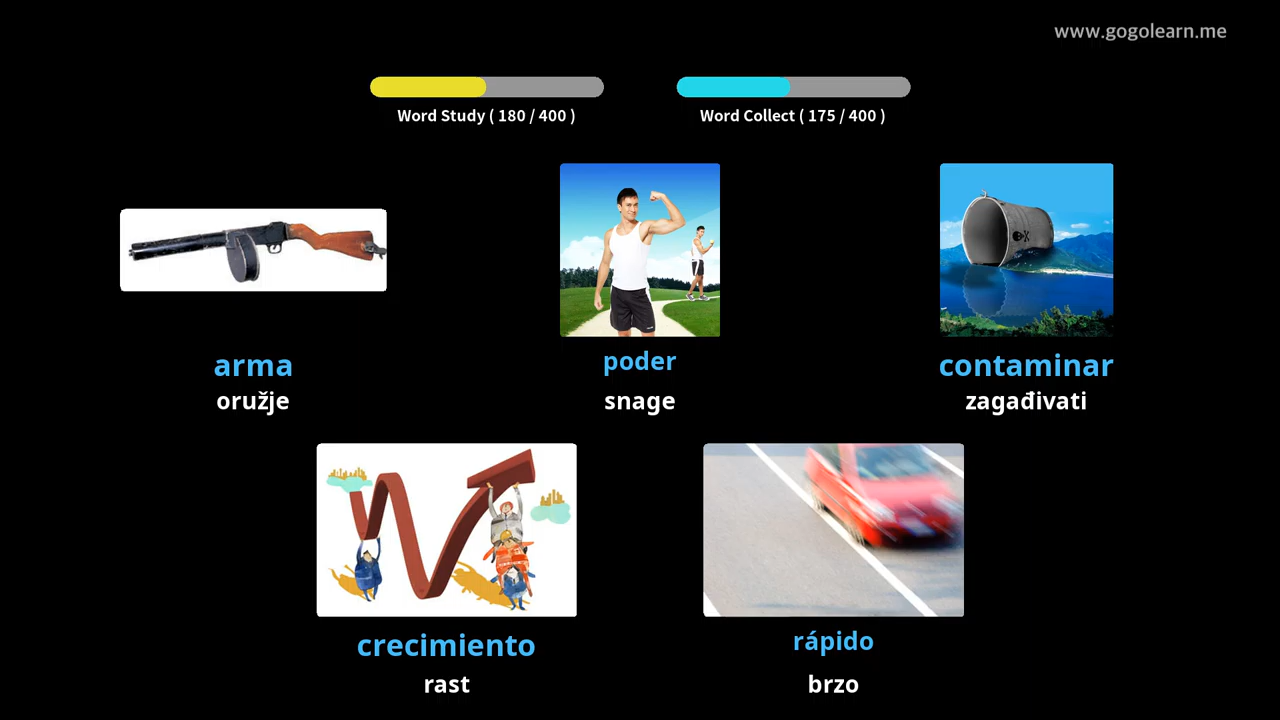 www.gogolearn.me
Word Study ( 180 / 400 )
Word Collect ( 175 / 400 )
arma
oružje
poder
snage
contaminar
zagađivati
crecimiento
rast
rápido
brzo